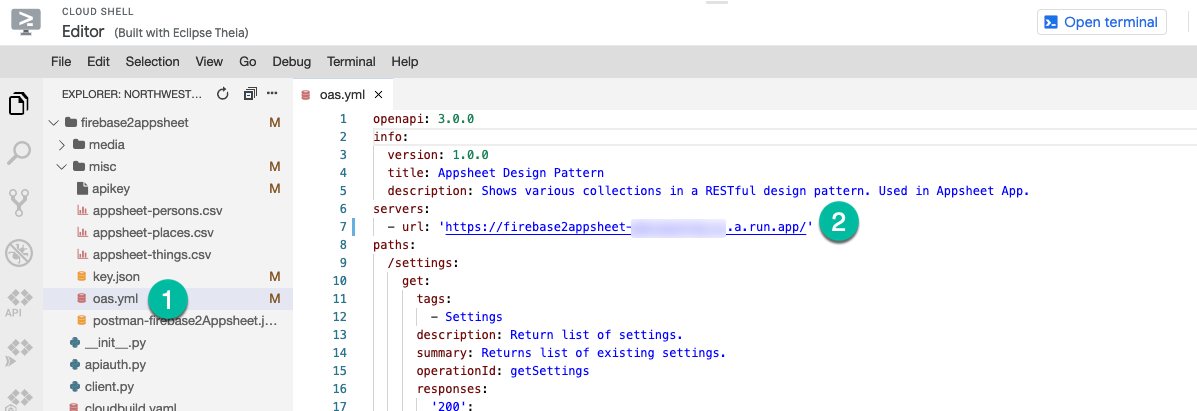 CLOUD SHELL
Editor (Built with Eclipse Theia)
Open terminal
File Edit Selection View Go Debug Terminal Help
EXPLORER: NORTHWEST...
firebase2appsheet M
media
misc M
apikey M
appsheet-persons.csv
appsheet-places.csv
appsheet-things.csv
key.json M
oas.yml M
1
postman-firebase2Appsheet.j...
__init__.py
apiauth.py
client.py
cloudbuild.yaml
API
oas.yml ×
1 openapi: 3.0.0
2 info:
3 version: 1.0.0
4 title: Appsheet Design Pattern
5 description: Shows various collections in a RESTful design pattern. Used in Appsheet App.
6 servers:
7 - url: 'https://firebase2appsheet- .a.run.app/'
2
8 paths:
9 /settings:
10 get:
11 tags:
12 - Settings
13 description: Return list of settings.
14 summary: Returns list of existing settings.
15 operationId: getSettings
16 responses:
17 '200':